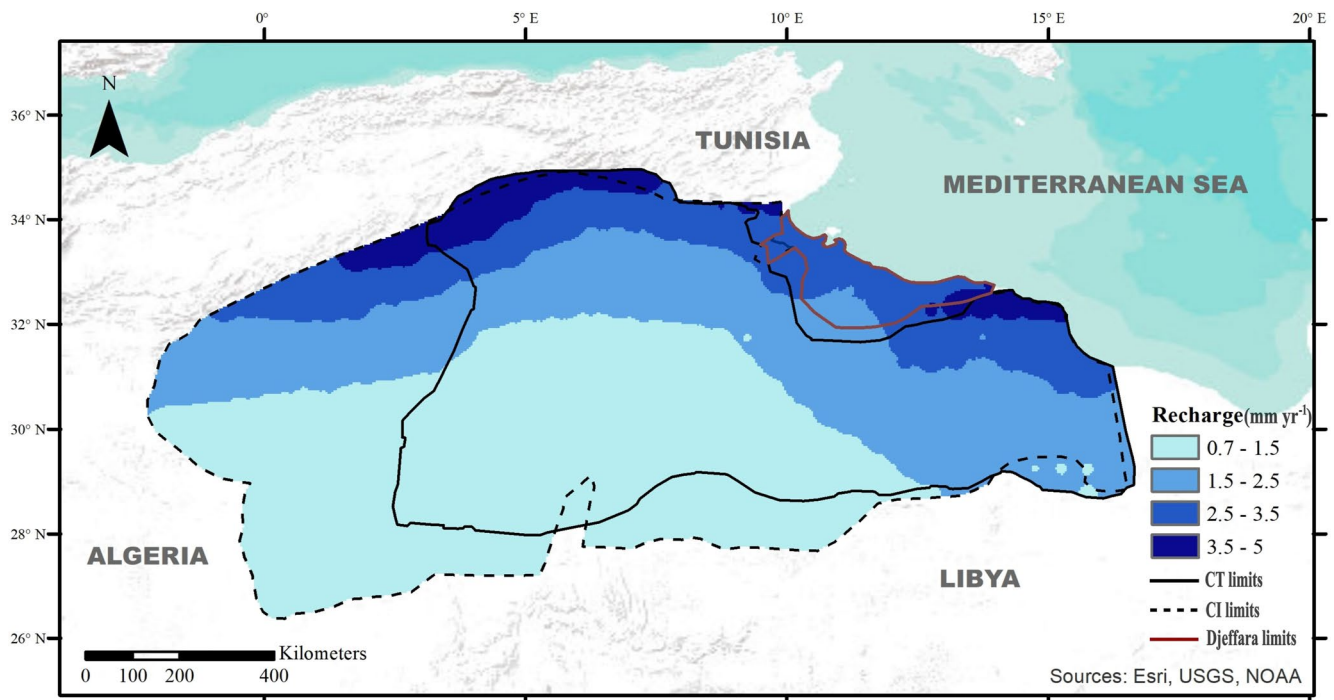 0° 5° E 10° E 15° E 20° E
N
36° N
TUNISIA
MEDITERRANEAN SEA
34° N
32° N
30° N
Recharge(mm yr⁻¹)
0.7 - 1.5
1.5 - 2.5
2.5 - 3.5
3.5 - 5
28° N
ALGERIA
LIBYA
CT limits
CI limits
Djeffara limits
26° N
Kilometers
0 100 200 400
Sources: Esri, USGS, NOAA